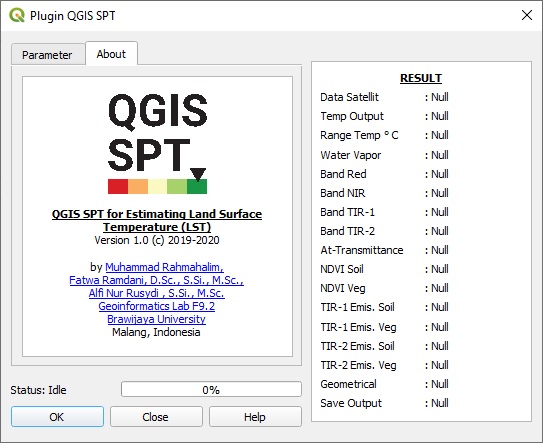 Plugin QGIS SPT
Parameter
About
QGIS
SPT
QGIS SPT for Estimating Land Surface
Temperature (LST)
Version 1.0 (c) 2019-2020
by Muhammad Rahmahalim,
Fatwa Ramdani, D.Sc., S.Si., M.Sc.,
Alfi Nur Rusydi , S.Si., M.Sc.
Geoinformatics Lab F9.2
Brawijaya University
Malang, Indonesia
Status: Idle
0%
OK
Close
Help
RESULT
Data Satellit : Null
Temp Output : Null
Range Temp ° C : Null
Water Vapor : Null
Band Red : Null
Band NIR : Null
Band TIR-1 : Null
Band TIR-2 : Null
At-Transmittance : Null
NDVI Soil : Null
NDVI Veg : Null
TIR-1 Emis. Soil : Null
TIR-1 Emis. Veg : Null
TIR-2 Emis. Soil : Null
TIR-2 Emis. Veg : Null
Geometrical : Null
Save Output : Null